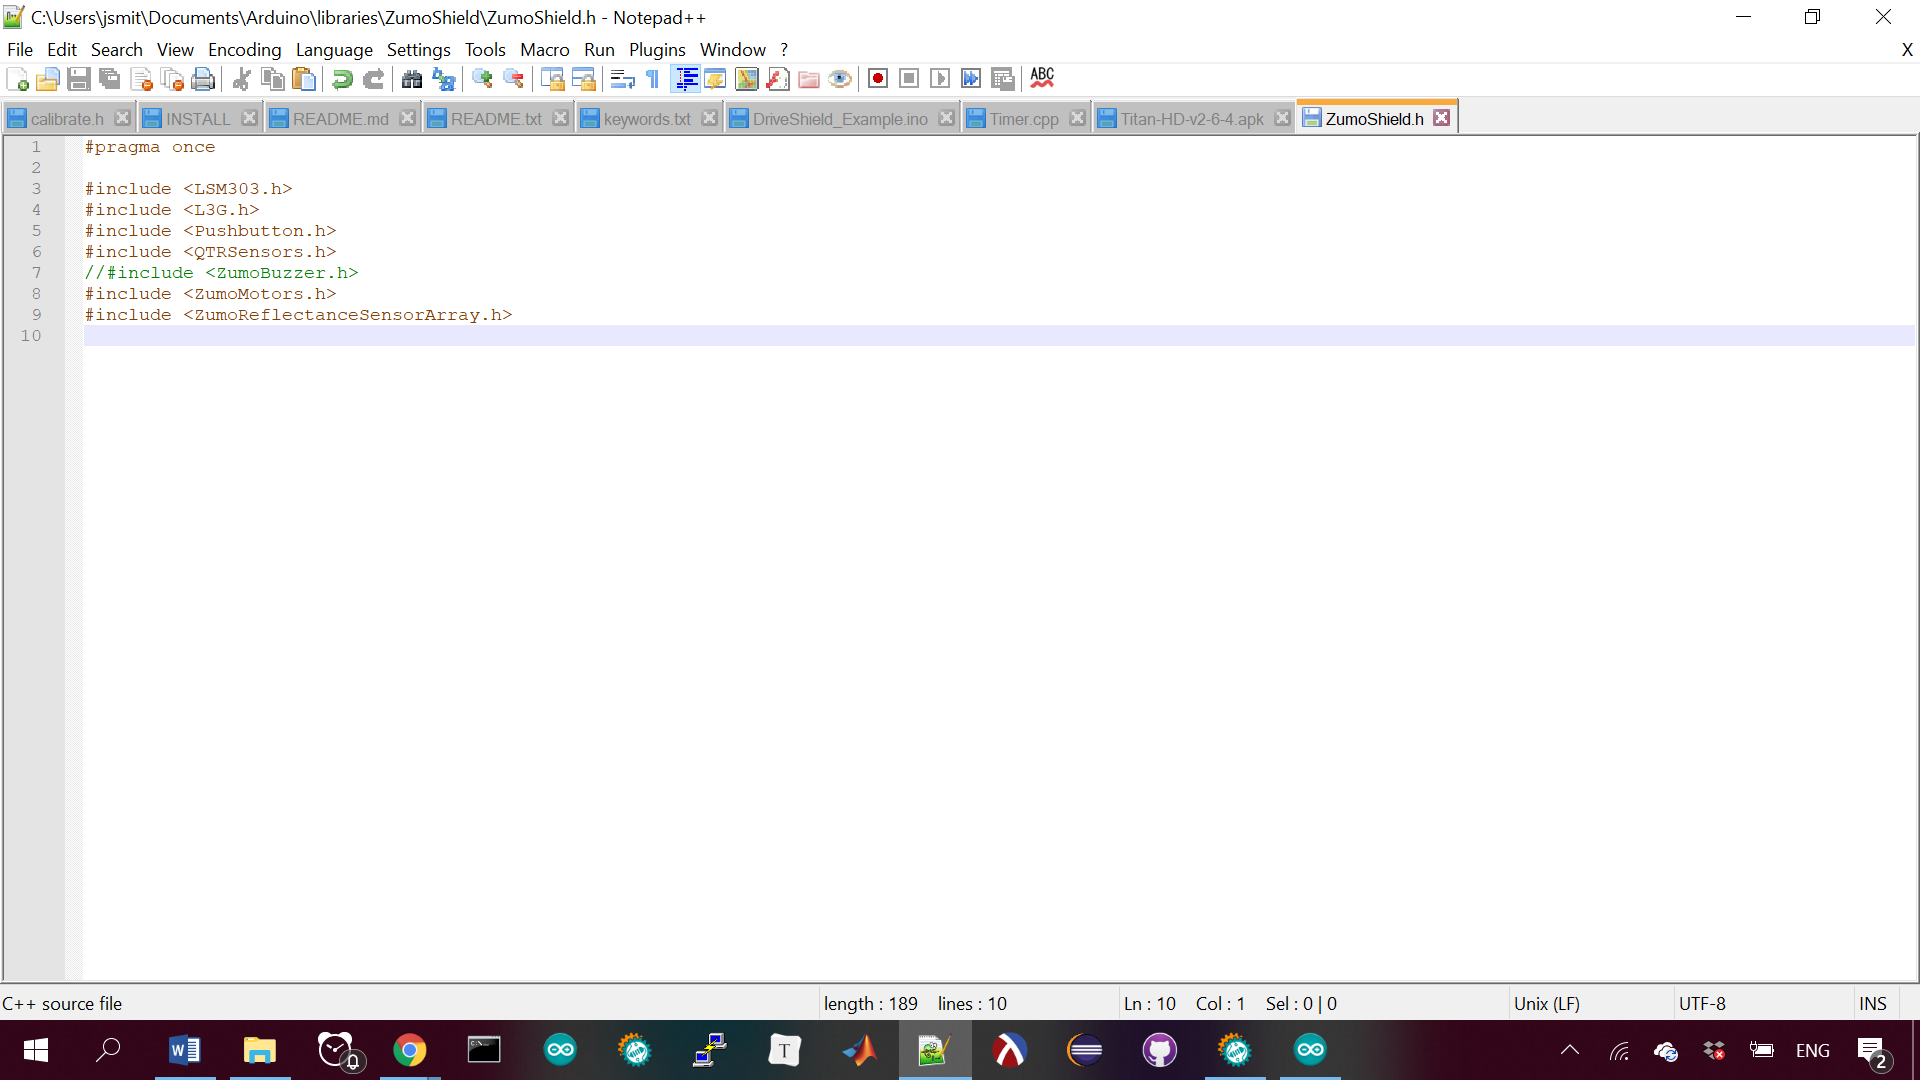 C:\Users\jsmit\Documents\Arduino\libraries\ZumoShield\ZumoShield.h - Notepad++
File Edit Search View Encoding Language Settings Tools Macro Run Plugins Window ? X
ABC
calibrate.h INSTALL README.md README.txt keywords.txt DriveShield_Example.ino Timer.cpp Titan-HD-v2-6-4.apk ZumoShield.h
1 #pragma once
2
3 #include <LSM303.h>
4 #include <L3G.h>
5 #include <Pushbutton.h>
6 #include <QTRSensors.h>
7 //#include <ZumoBuzzer.h>
8 #include <ZumoMotors.h>
9 #include <ZumoReflectanceSensorArray.h>
10
C++ source file length : 189 lines : 10 Ln : 10 Col : 1 Sel : 0 | 0 Unix (LF) UTF-8 INS
W T ENG 2